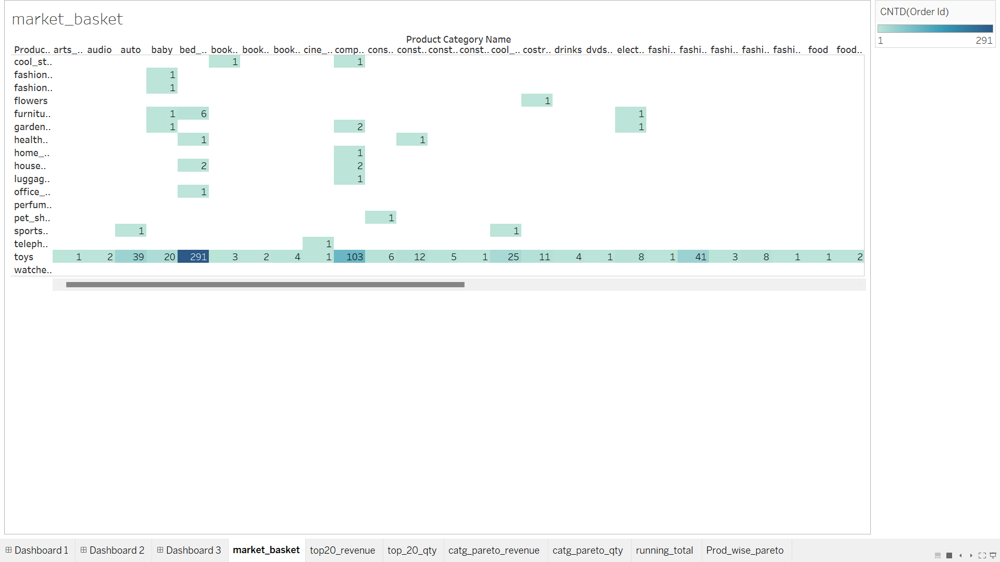 market_basket
CNTD(Order Id)
1 291
Product Category Name
Produc.. arts_.. audio auto baby bed_.. book.. book.. book.. cine_.. comp.. cons.. const.. const.. const.. cool_.. costr.. drinks dvds.. elect.. fashi.. fashi.. fashi.. fashi.. fashi.. food food..
cool_st.. 1 1
fashion.. 1
fashion.. 1
flowers 1
furnitu.. 1 6 1
garden.. 1 2 1
health.. 1 1
home_.. 1
house.. 2 2
luggag.. 1
office_.. 1
perfum..
pet_sh.. 1
sports.. 1 1
teleph.. 1
toys 1 2 39 20 291 3 2 4 1 103 6 12 5 1 25 11 4 1 8 1 41 3 8 1 1 2
watche..
Dashboard 1 Dashboard 2 Dashboard 3 market_basket top20_revenue top_20_qty catg_pareto_revenue catg_pareto_qty running_total Prod_wise_pareto